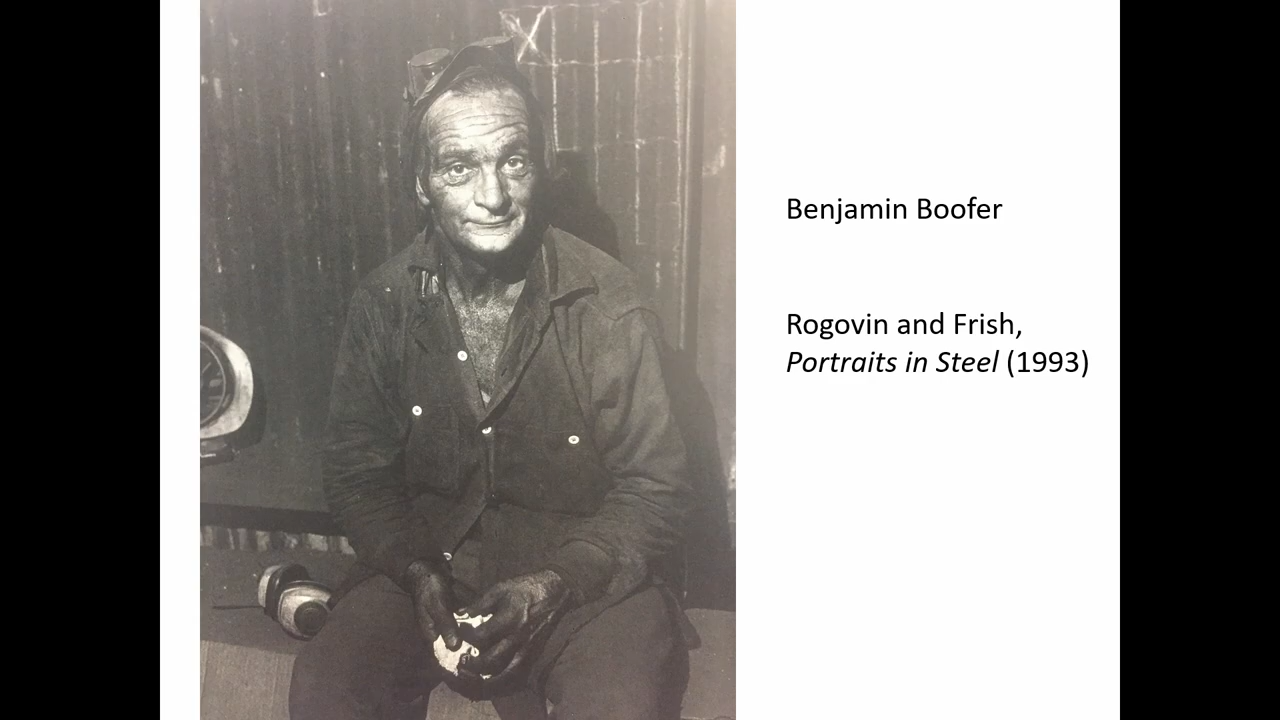 Benjamin Boofer
Rogovin and Frish,
Portraits in Steel (1993)